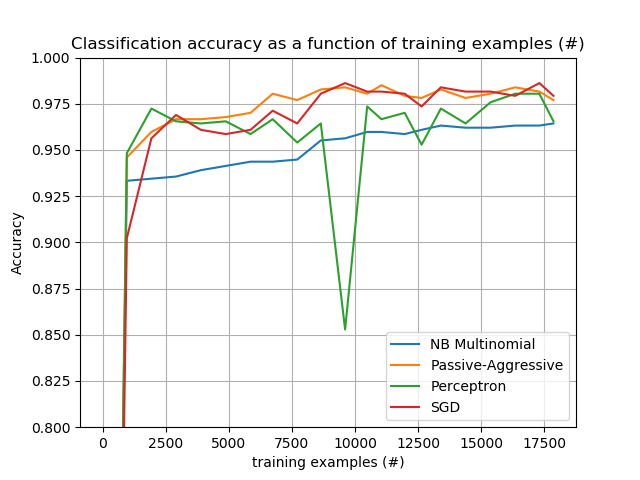 Classification accuracy as a function of training examples (#)
1.000
0.975
0.950
0.925
0.900
0.875
0.850
0.825
0.800
Accuracy
NB Multinomial
Passive-Aggressive
Perceptron
SGD
0 2500 5000 7500 10000 12500 15000 17500
training examples (#)